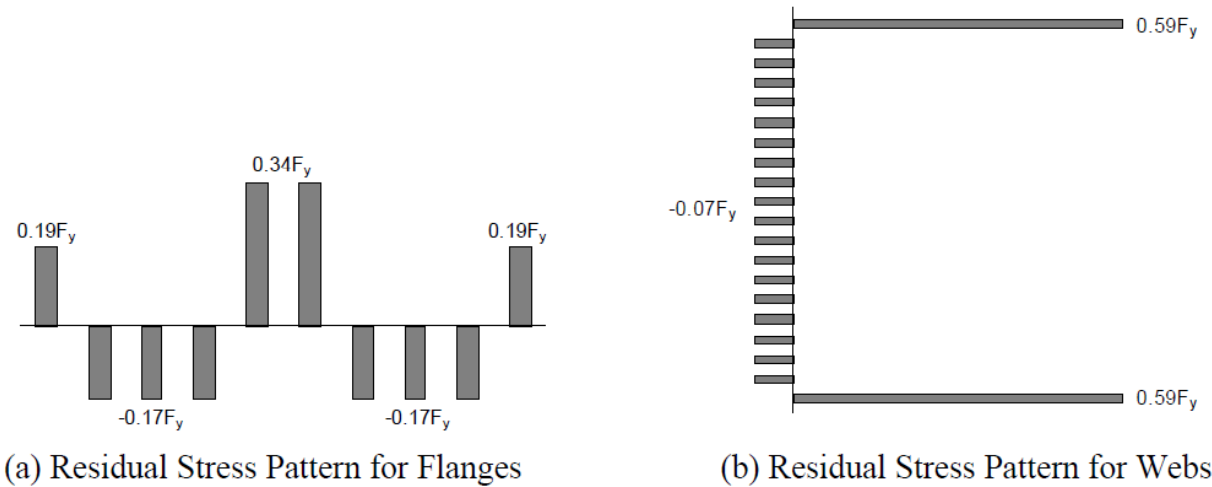 0.34Fy
0.19Fy
0.19Fy
-0.17Fy
-0.17Fy
(a) Residual Stress Pattern for Flanges
0.59Fy
-0.07Fy
0.59Fy
(b) Residual Stress Pattern for Webs